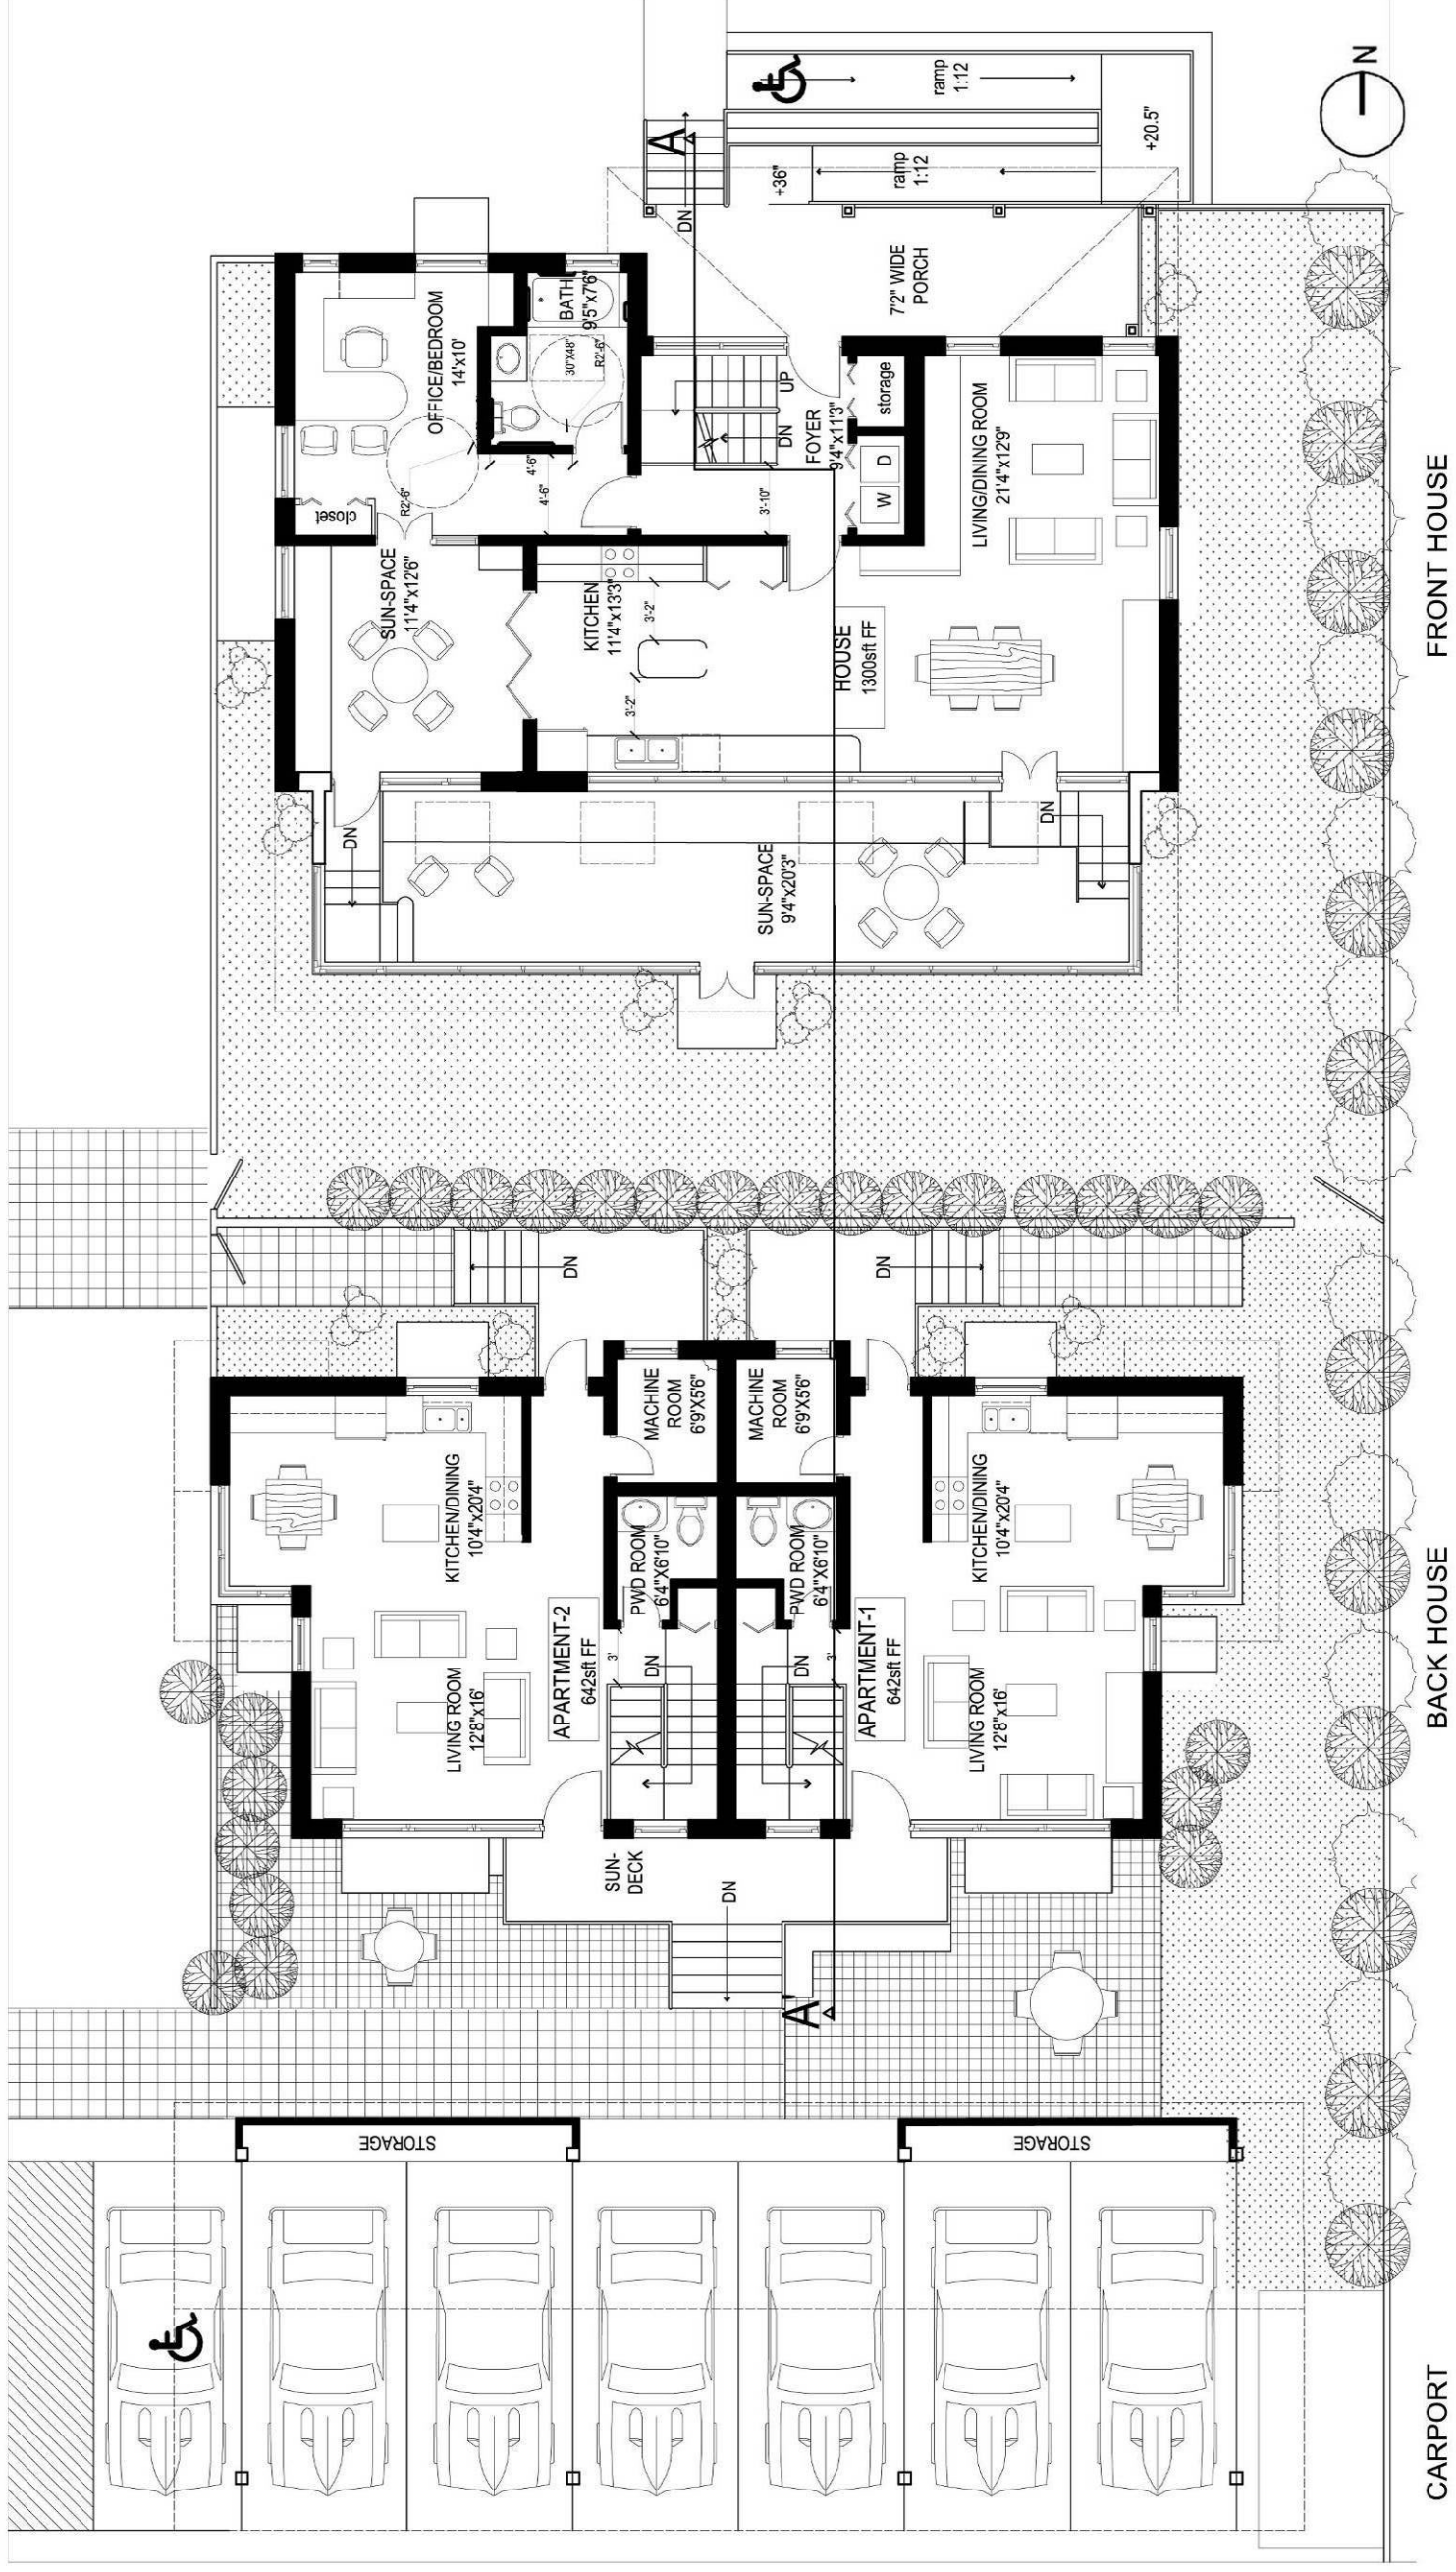 N
ramp
1:12
+20.5"
ramp
1:12
+36"
A
DN
7'2" WIDE
PORCH
OFFICE/BEDROOM
14'x10'
BATH
9'5"x7'6"
30"X48"
R2'-6"
UP
DN
FOYER
9'4"x11'3"
storage
W
D
closet
R2'-6"
4'-6"
4'-6"
3'-10"
LIVING/DINING ROOM
21'4"x12'9"
SUN-SPACE
11'4"x12'6"
KITCHEN
11'4"x13'3"
3'-2"
3'-2"
HOUSE
1300sft FF
DN
DN
SUN-SPACE
9'4"x20'3"
FRONT HOUSE
DN
DN
MACHINE
ROOM
6'9'X5'6"
MACHINE
ROOM
6'9'X5'6"
KITCHEN/DINING
10'4"x20'4"
PWD ROOM
6'4"X6'10"
PWD ROOM
6'4"X6'10"
KITCHEN/DINING
10'4"x20'4"
LIVING ROOM
12'8"x16'
APARTMENT-2
642sft FF
3'
DN
DN
3'
APARTMENT-1
642sft FF
LIVING ROOM
12'8"x16'
SUN-
DECK
DN
A
BACK HOUSE
STORAGE
STORAGE
CARPORT